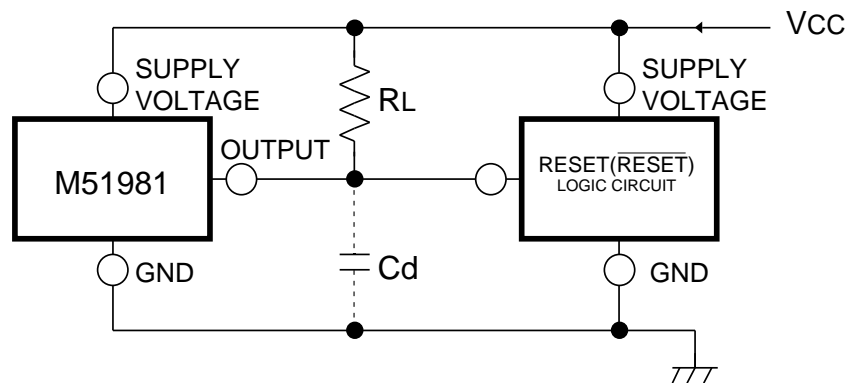 VCC
SUPPLY
VOLTAGE
RL
SUPPLY
VOLTAGE
M51981
OUTPUT
RESET(RESET)
LOGIC CIRCUIT
GND
Cd
GND